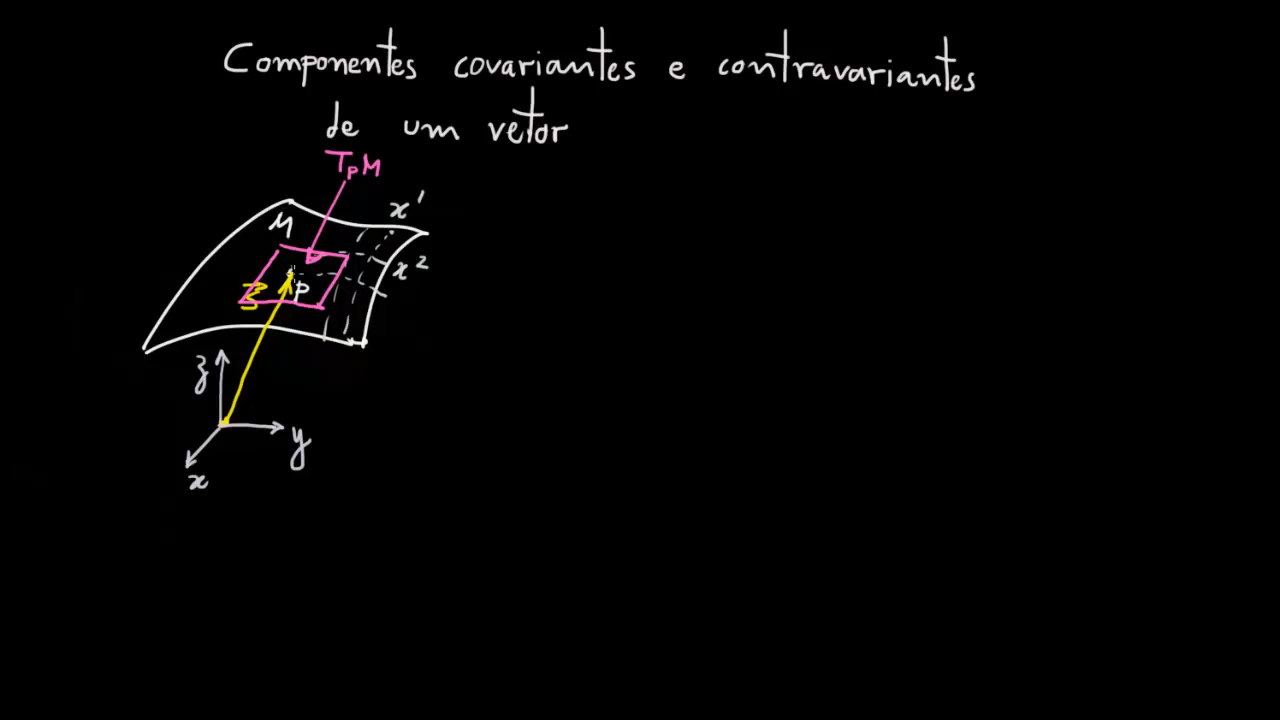 Componentes covariantes e contravariantes
de um vetor
TpM
x¹
M
x²
Ξ
P
z
y
x